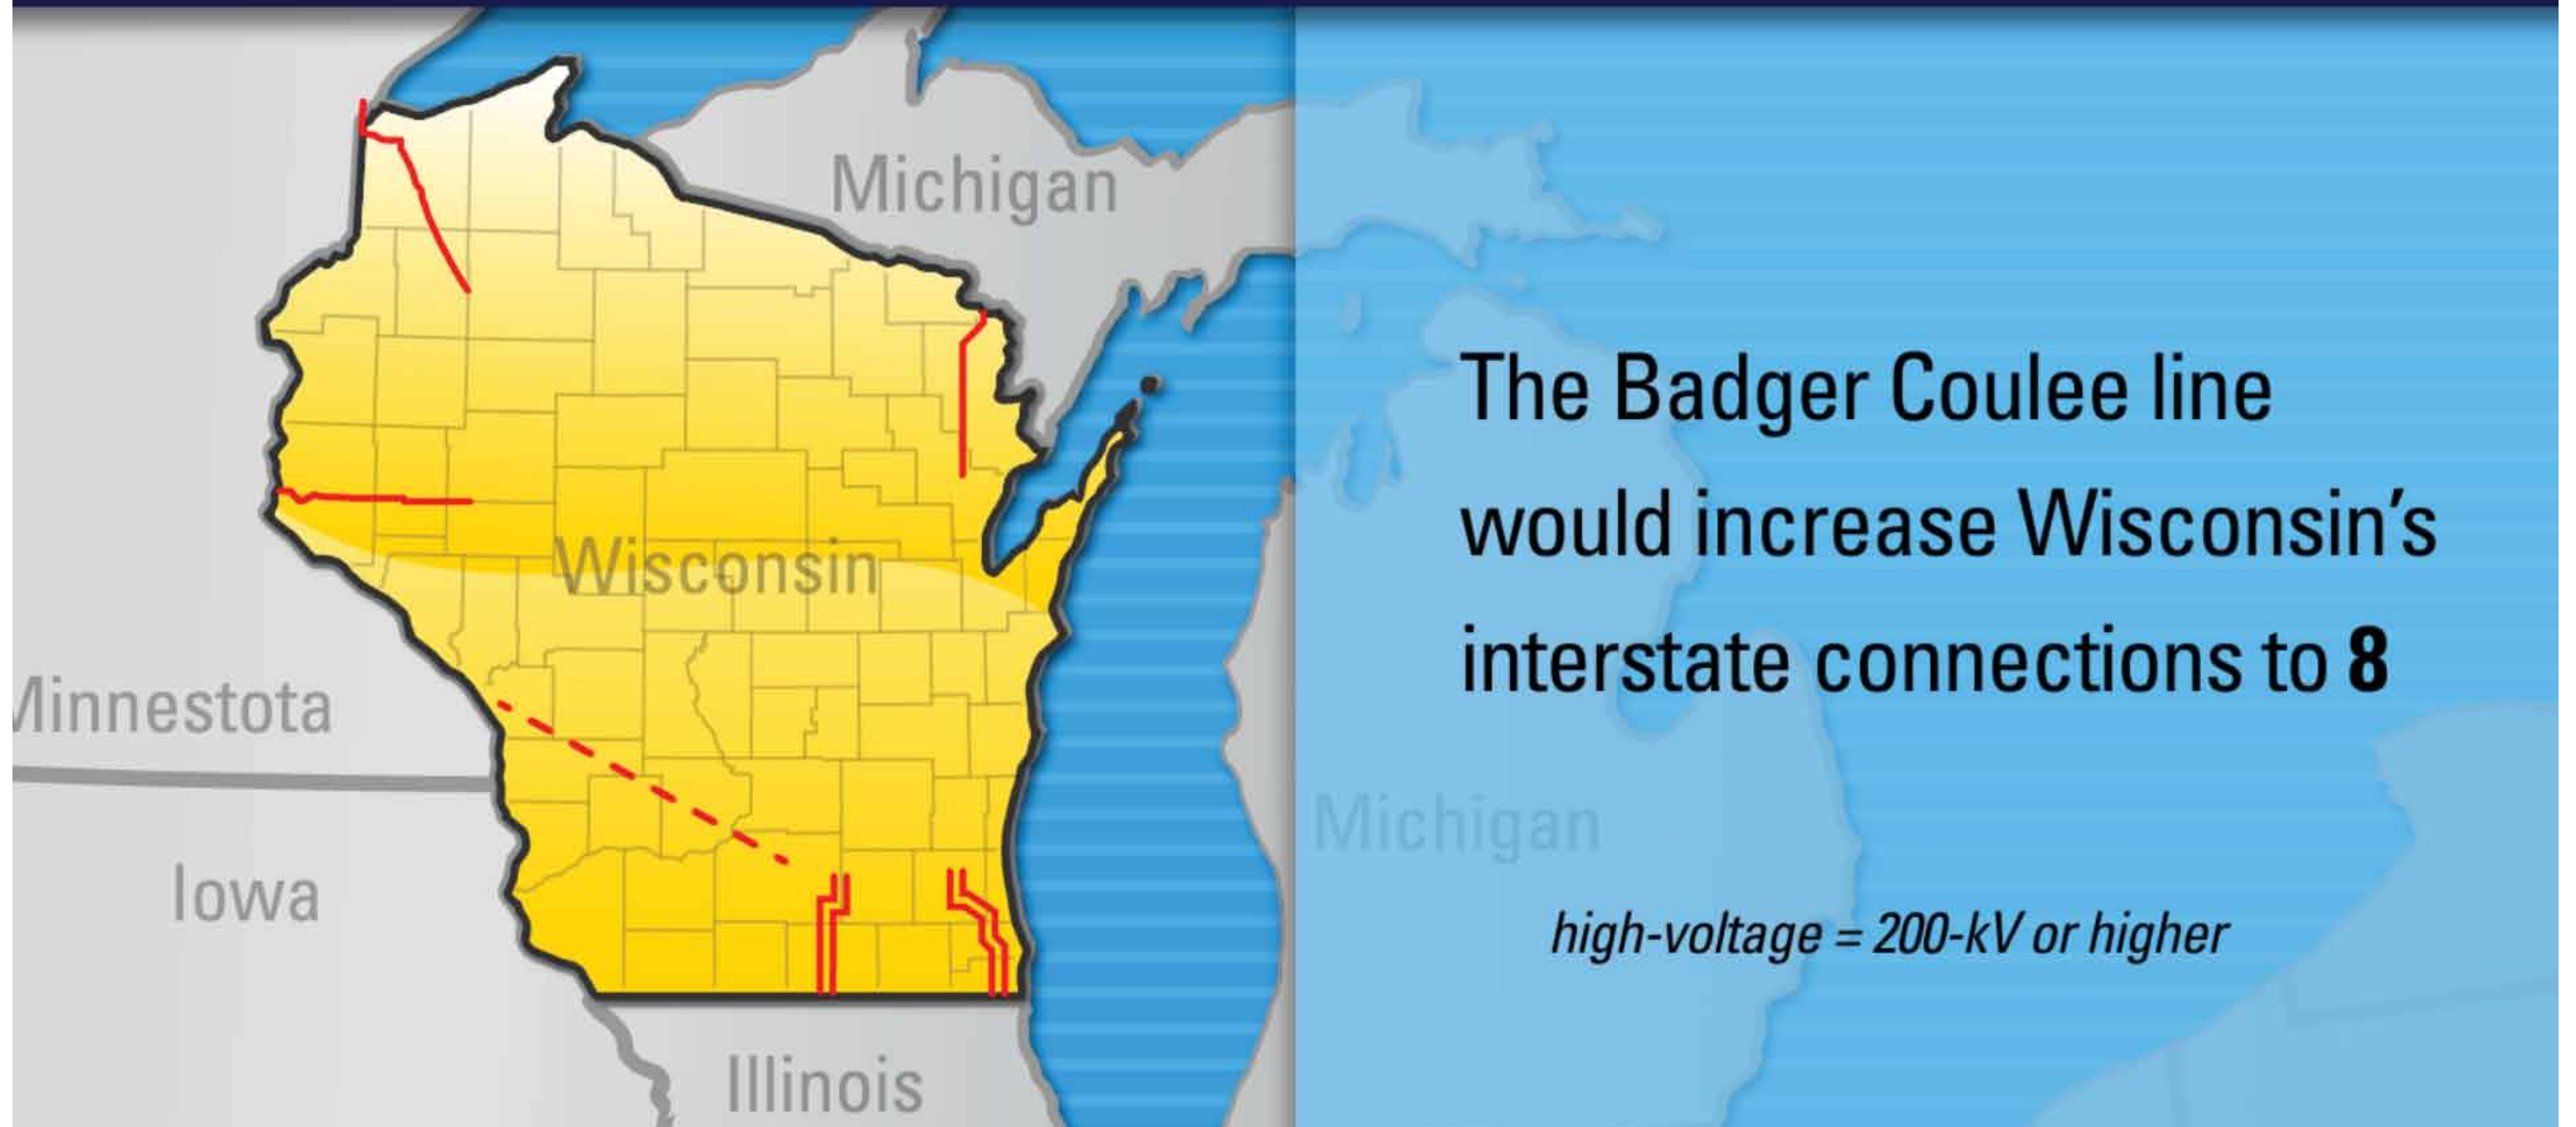 Michigan
The Badger Coulee line
would increase Wisconsin's
interstate connections to 8
Wisconsin
Minnestota
Michigan
Iowa
high-voltage = 200-kV or higher
Illinois